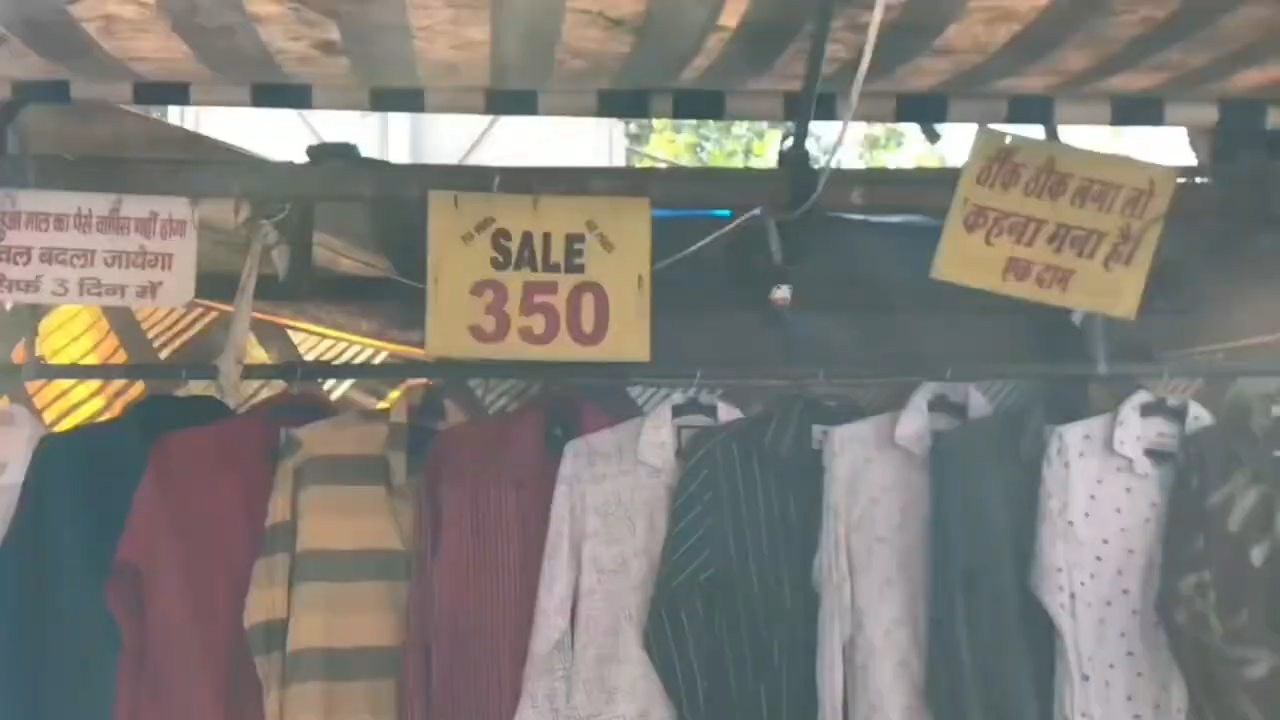 हुआ माल का पैसे वापिस नहीं होगा
बदला जायेगा
सिर्फ 3 दिन में
SALE
350
ठीक ठीक लगा लो
कहना मना है।
एक दाम